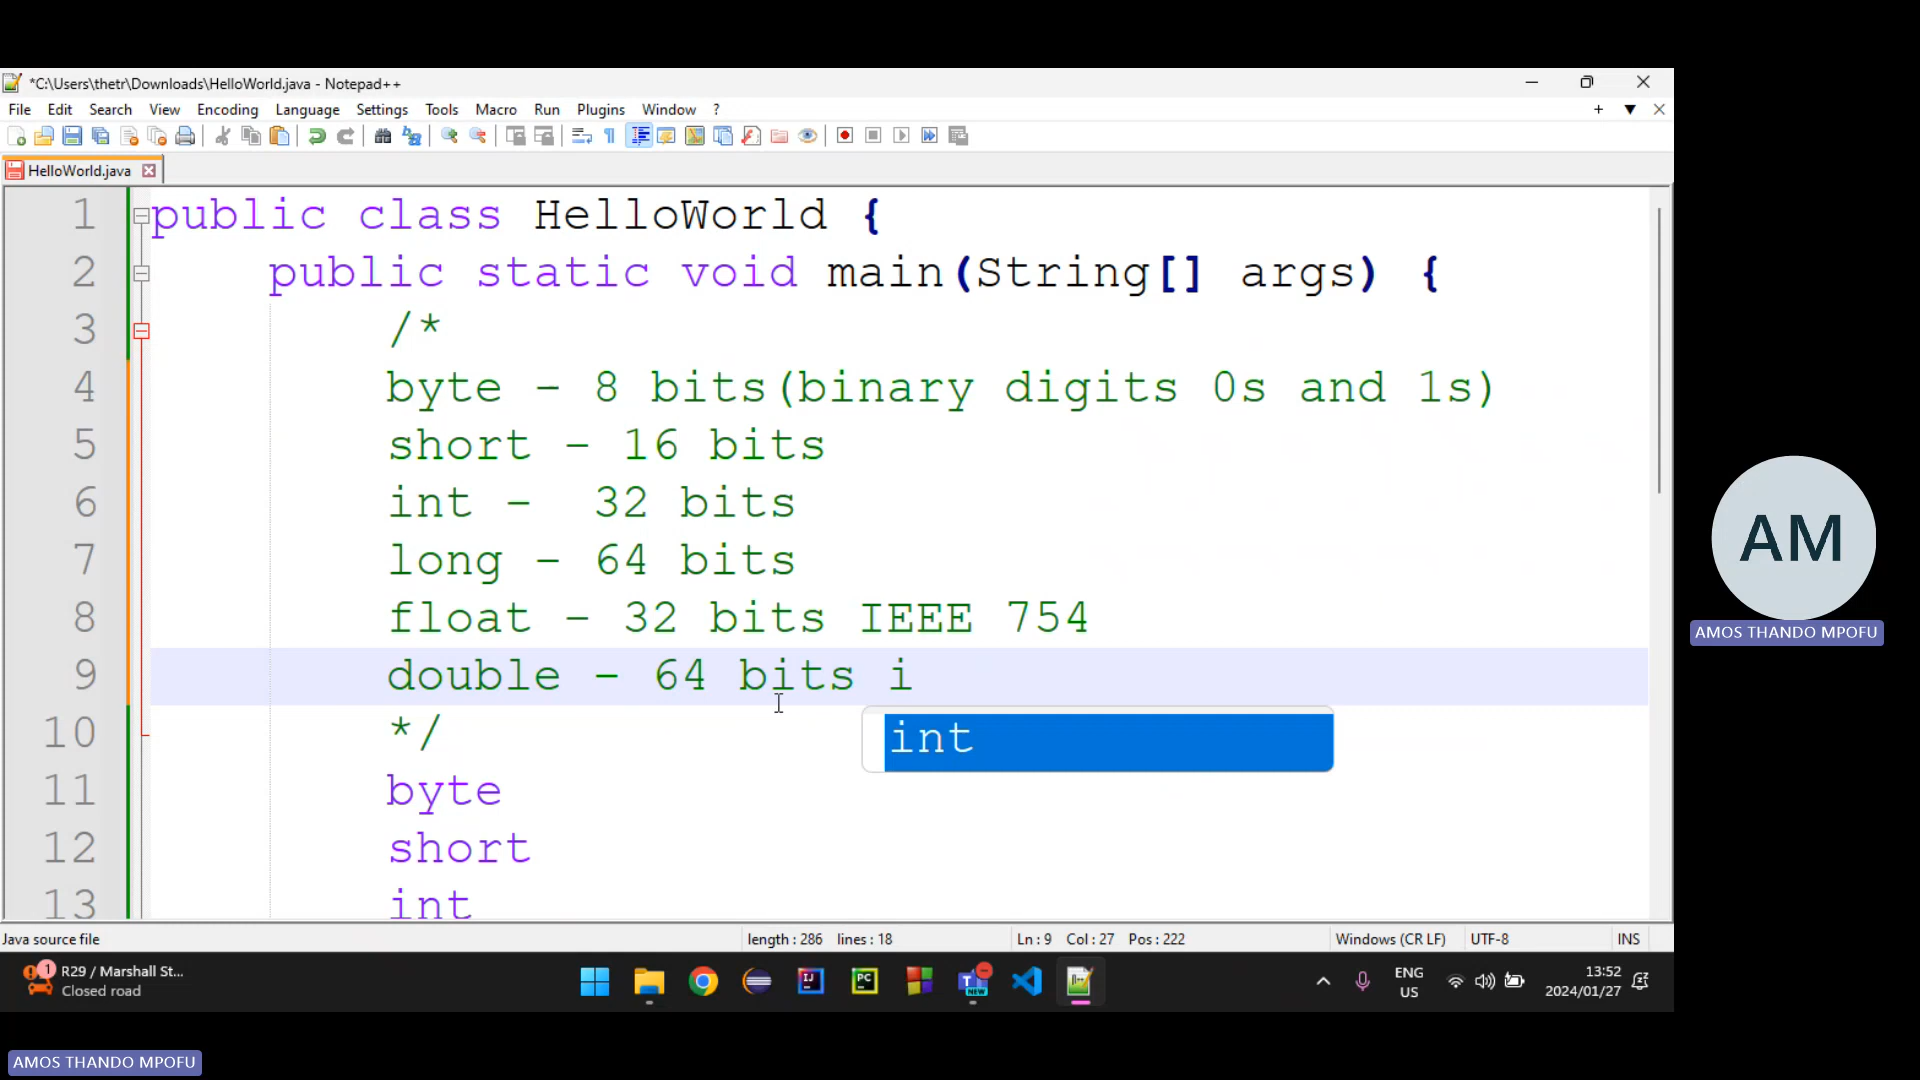 *C:\Users\thetr\Downloads\HelloWorld.java - Notepad++
File Edit Search View Encoding Language Settings Tools Macro Run Plugins Window ?
HelloWorld.java
1 public class HelloWorld {
2 public static void main(String[] args) {
3 /*
4 byte - 8 bits(binary digits 0s and 1s)
5 short - 16 bits
6 int -  32 bits
7 long - 64 bits
8 float - 32 bits IEEE 754
9 double - 64 bits i
10 */
int
11 byte
12 short
13 int
AM
AMOS THANDO MPOFU
Java source file length : 286 lines : 18 Ln : 9 Col : 27 Pos : 222 Windows (CR LF) UTF-8 INS
1 R29 / Marshall St...
Closed road
IJ
PC
T
NEW
ENG
US
13:52
2024/01/27
AMOS THANDO MPOFU